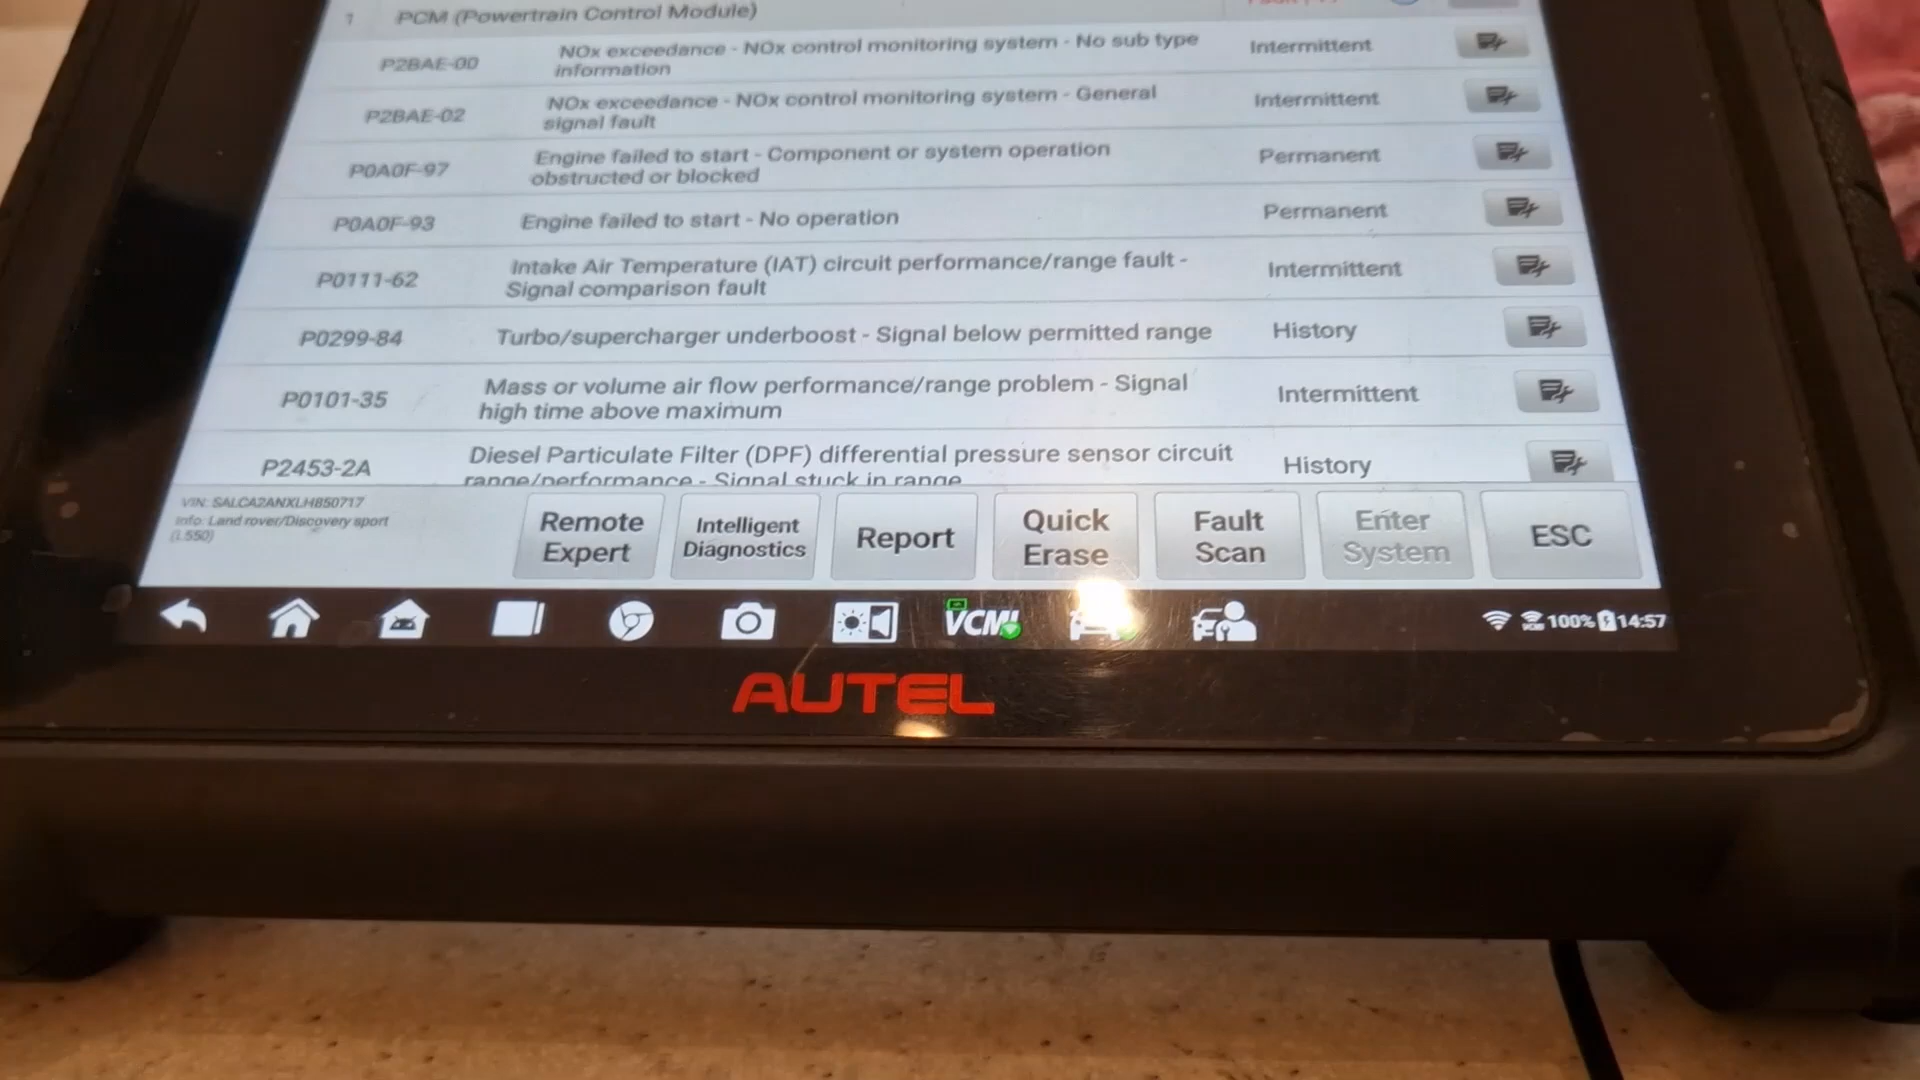 1 PCM (Powertrain Control Module)
P2BAE-00 NOx exceedance - NOx control monitoring system - No sub type information Intermittent
P2BAE-02 NOx exceedance - NOx control monitoring system - General signal fault Intermittent
P0A0F-97 Engine failed to start - Component or system operation obstructed or blocked Permanent
P0A0F-93 Engine failed to start - No operation Permanent
P0111-62 Intake Air Temperature (IAT) circuit performance/range fault - Signal comparison fault Intermittent
P0299-84 Turbo/supercharger underboost - Signal below permitted range History
P0101-35 Mass or volume air flow performance/range problem - Signal high time above maximum Intermittent
P2453-2A Diesel Particulate Filter (DPF) differential pressure sensor circuit range/performance - Signal stuck in range History
VIN: SALCA2ANXLH850717
Info: Land rover/Discovery sport
(L550)
Remote Expert
Intelligent Diagnostics
Report
Quick Erase
Fault Scan
Enter System
ESC
VCMI
100% 14:57
AUTEL